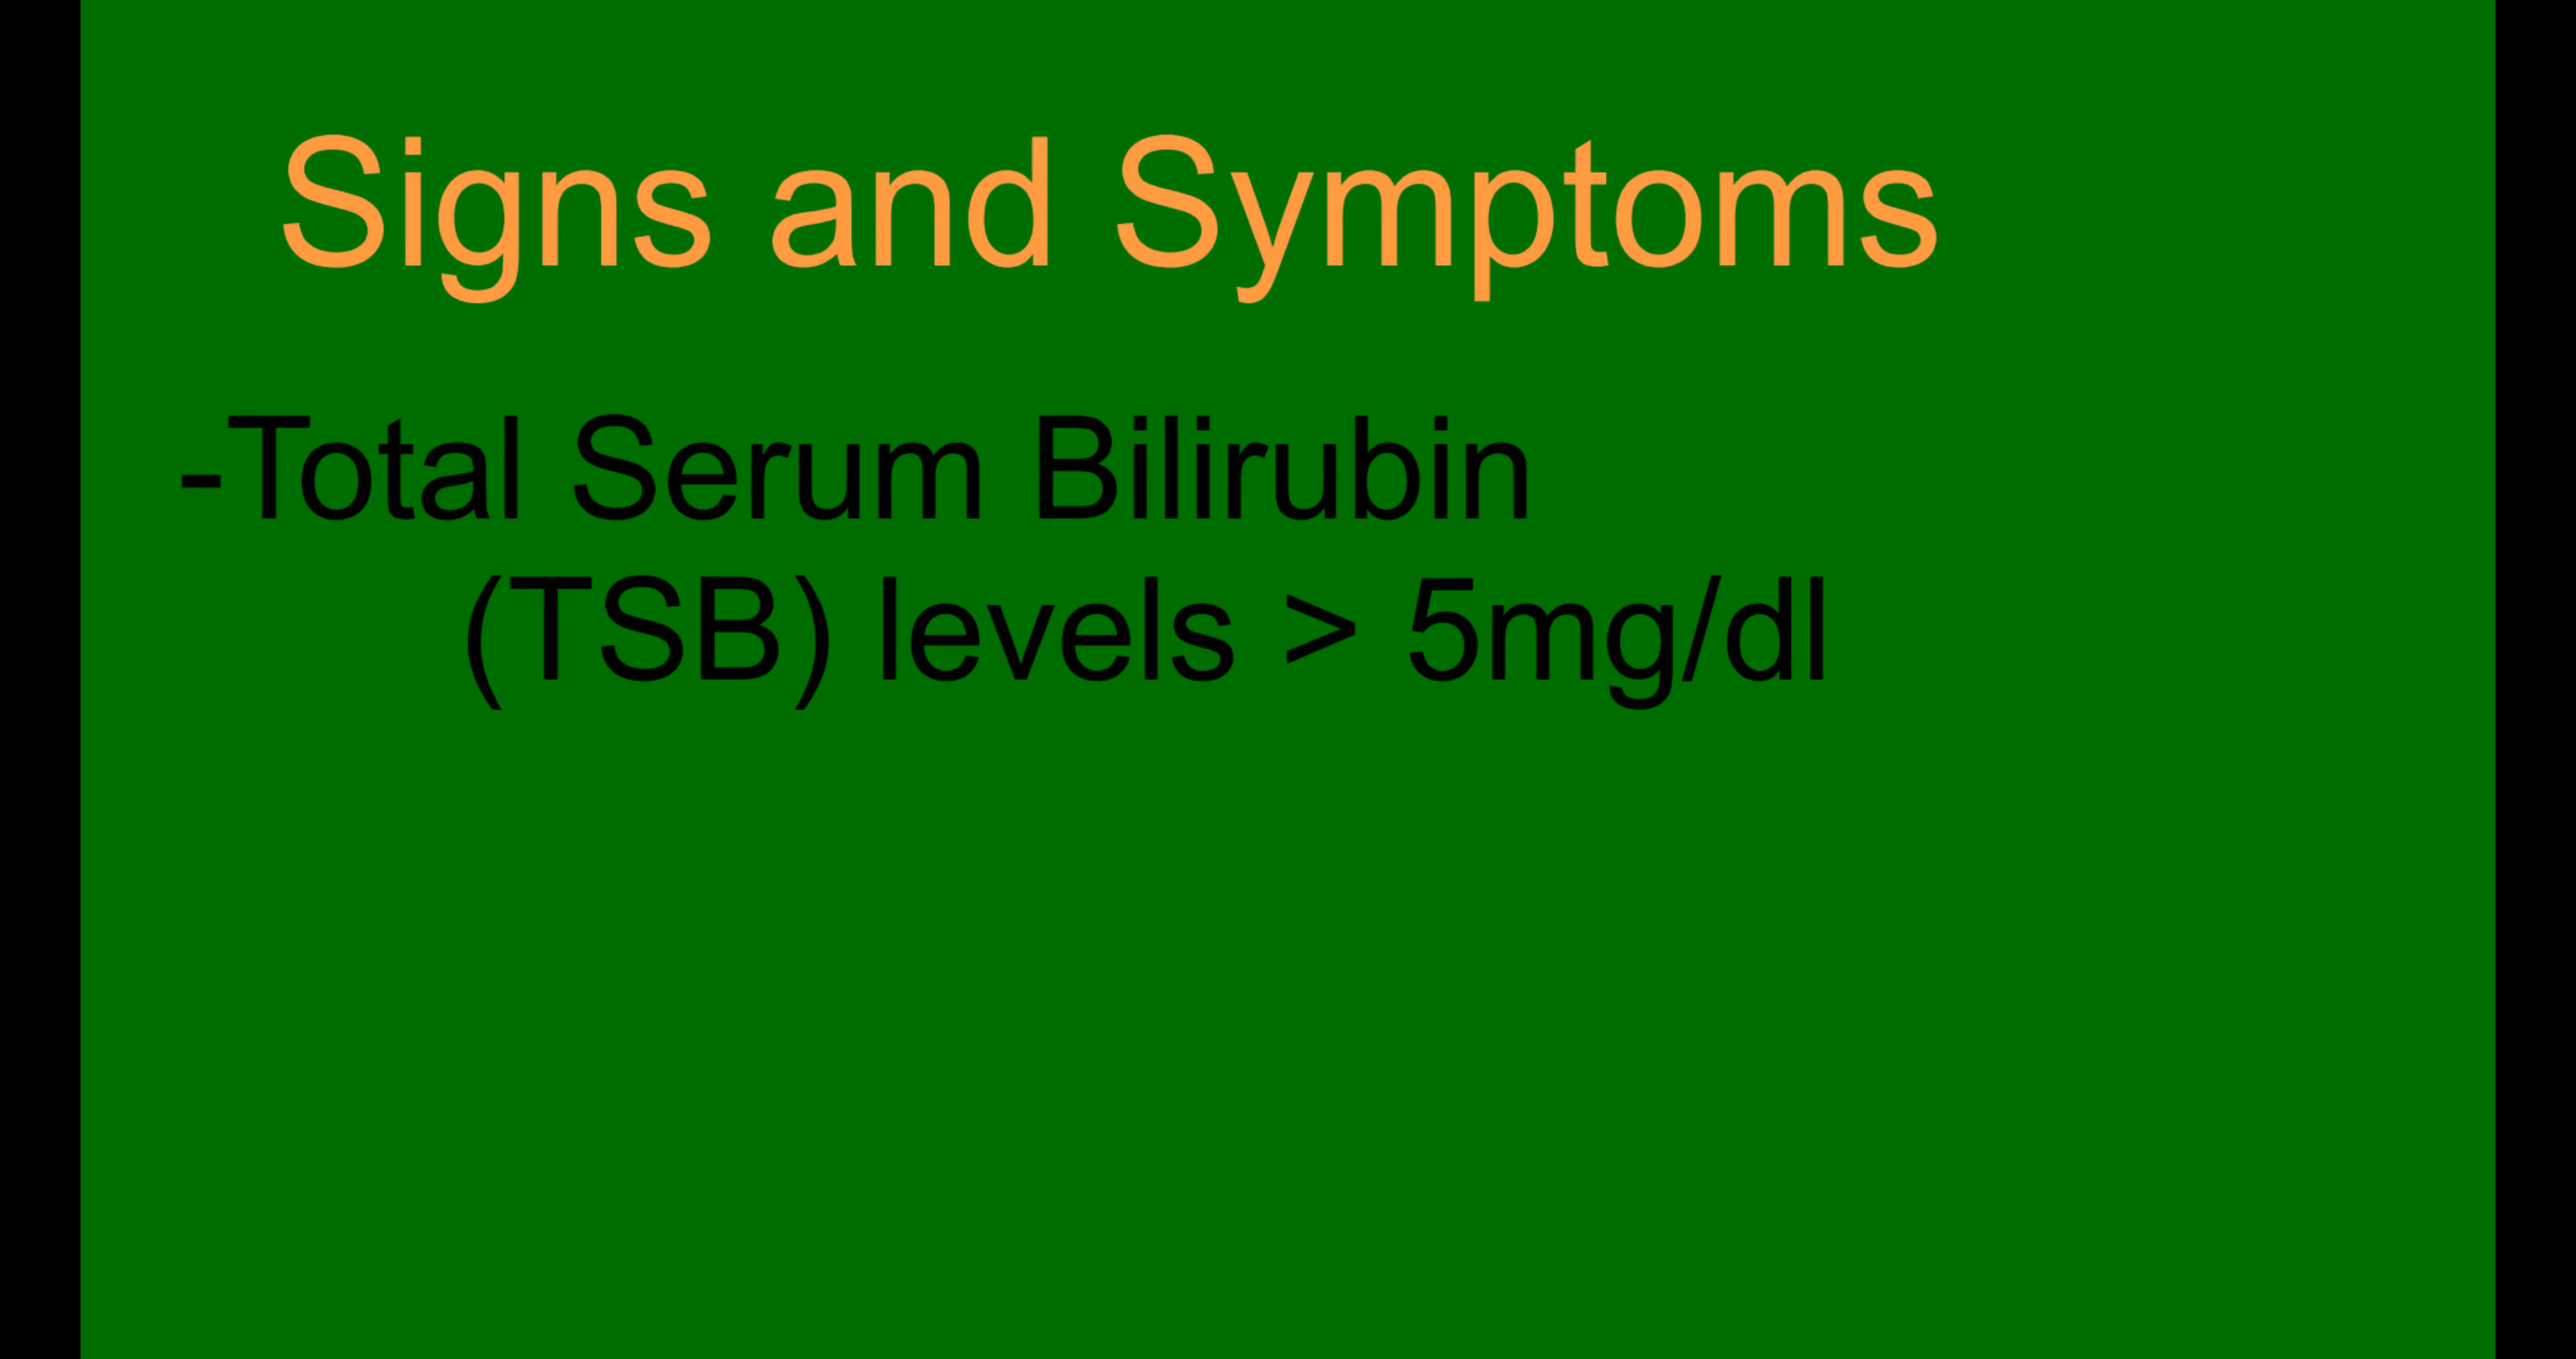 Signs and Symptoms
-Total Serum Bilirubin
(TSB) levels > 5mg/dl